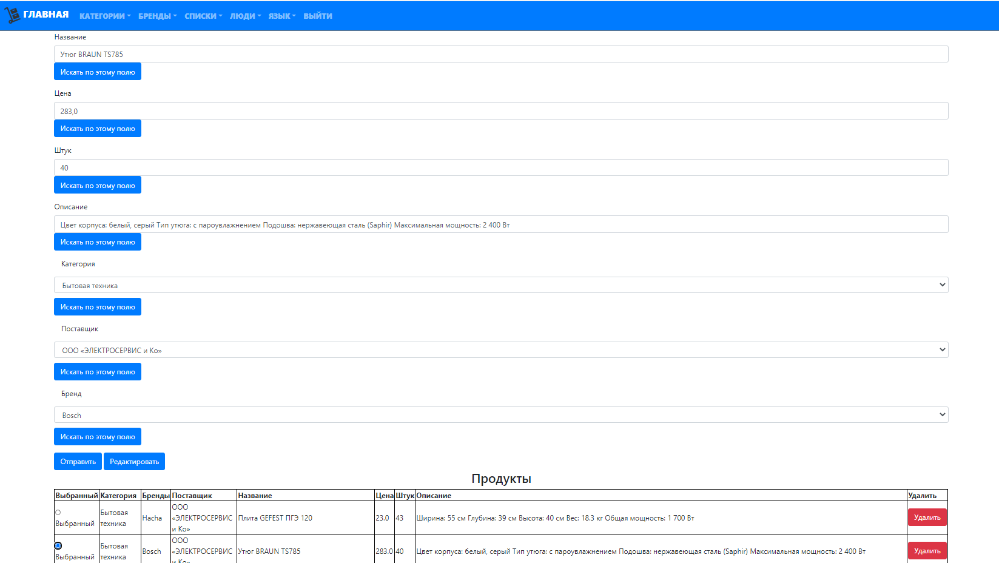 ГЛАВНАЯ КАТЕГОРИИ БРЕНДЫ СПИСКИ ЛЮДИ ЯЗЫК ВЫЙТИ
Название
Утюг BRAUN TS785
Искать по этому полю
Цена
283,0
Искать по этому полю
Штук
40
Искать по этому полю
Описание
Цвет корпуса: белый, серый Тип утюга: с пароувлажнением Подошва: нержавеющая сталь (Saphir) Максимальная мощность: 2 400 Вт
Искать по этому полю
Категория
Бытовая техника
Искать по этому полю
Поставщик
ООО «ЭЛЕКТРОСЕРВИС и Ко»
Искать по этому полю
Бренд
Bosch
Искать по этому полю
Отправить Редактировать
Продукты
Выбранный Категория Бренды Поставщик Название Цена Штук Описание Удалить
Выбранный
Бытовая
техника
Hacha
ООО
«ЭЛЕКТРОСЕРВИС
и Ко»
Плита GEFEST ПГЭ 120
23.0
43
Ширина: 55 см Глубина: 39 см Высота: 40 см Вес: 18.3 кг Общая мощность: 1 700 Вт
Удалить
Выбранный
Бытовая
техника
Bosch
ООО
«ЭЛЕКТРОСЕРВИС
и Ко»
Утюг BRAUN TS785
283.0
40
Цвет корпуса: белый, серый Тип утюга: с пароувлажнением Подошва: нержавеющая сталь (Saphir) Максимальная мощность: 2 400 Вт
Удалить